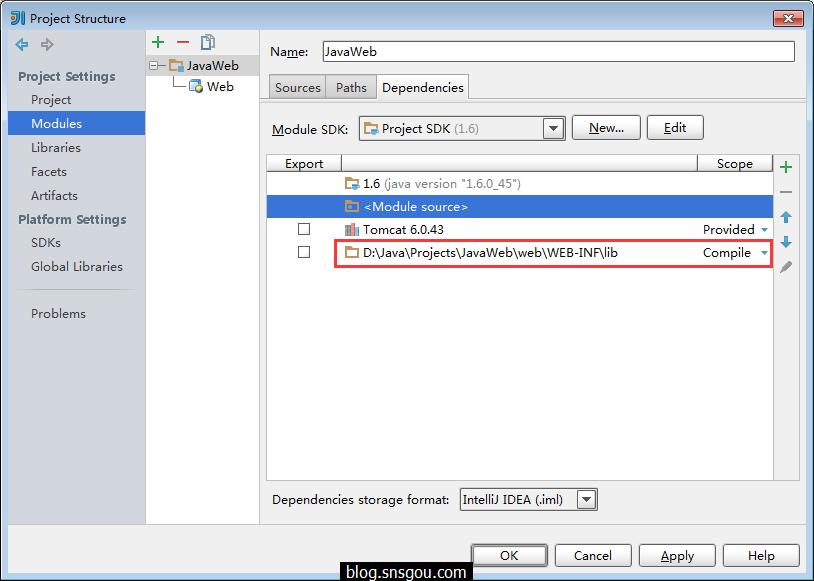 Project Structure
Project Settings
Project
Modules
Libraries
Facets
Artifacts
Platform Settings
SDKs
Global Libraries
Problems
JavaWeb
Web
Name: JavaWeb
Sources Paths Dependencies
Module SDK: Project SDK (1.6) New... Edit
Export Scope
1.6 (java version "1.6.0_45")
<Module source>
Tomcat 6.0.43 Provided
D:\Java\Projects\JavaWeb\web\WEB-INF\lib Compile
Dependencies storage format: IntelliJ IDEA (.iml)
OK Cancel Apply Help
blog.snsgou.com